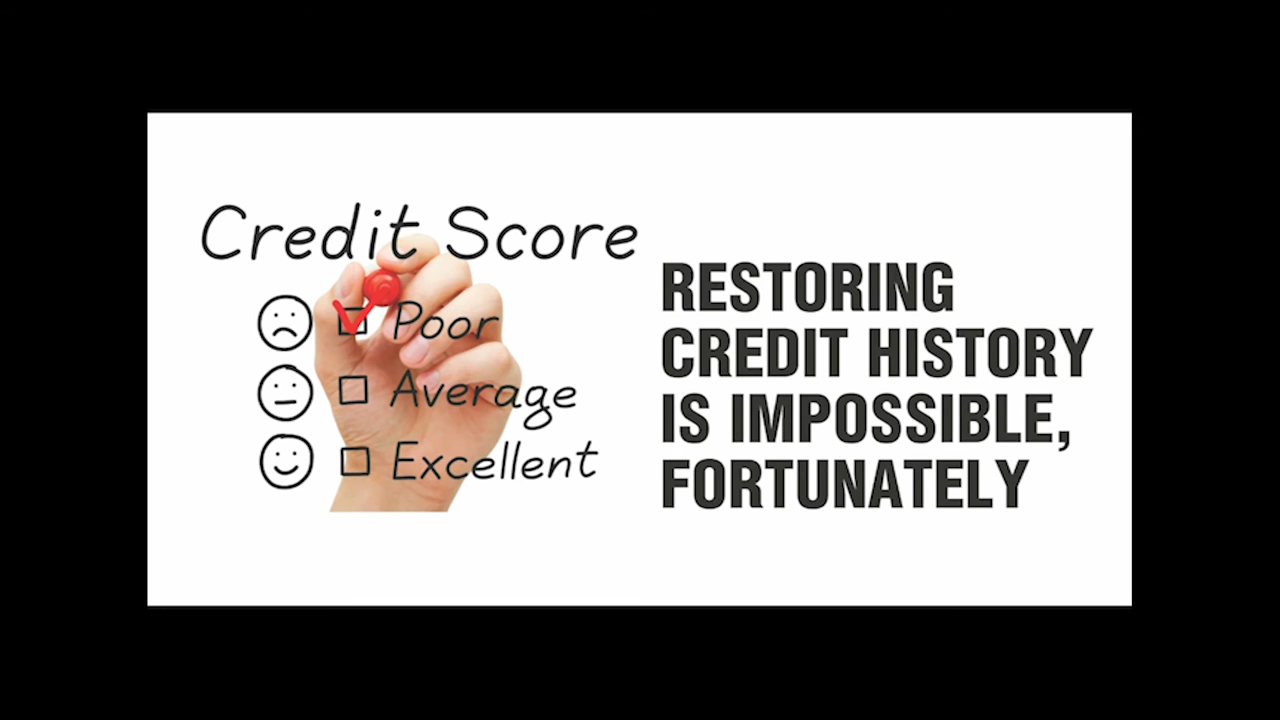 Credit Score
Poor
Average
Excellent
RESTORING
CREDIT HISTORY
IS IMPOSSIBLE,
FORTUNATELY